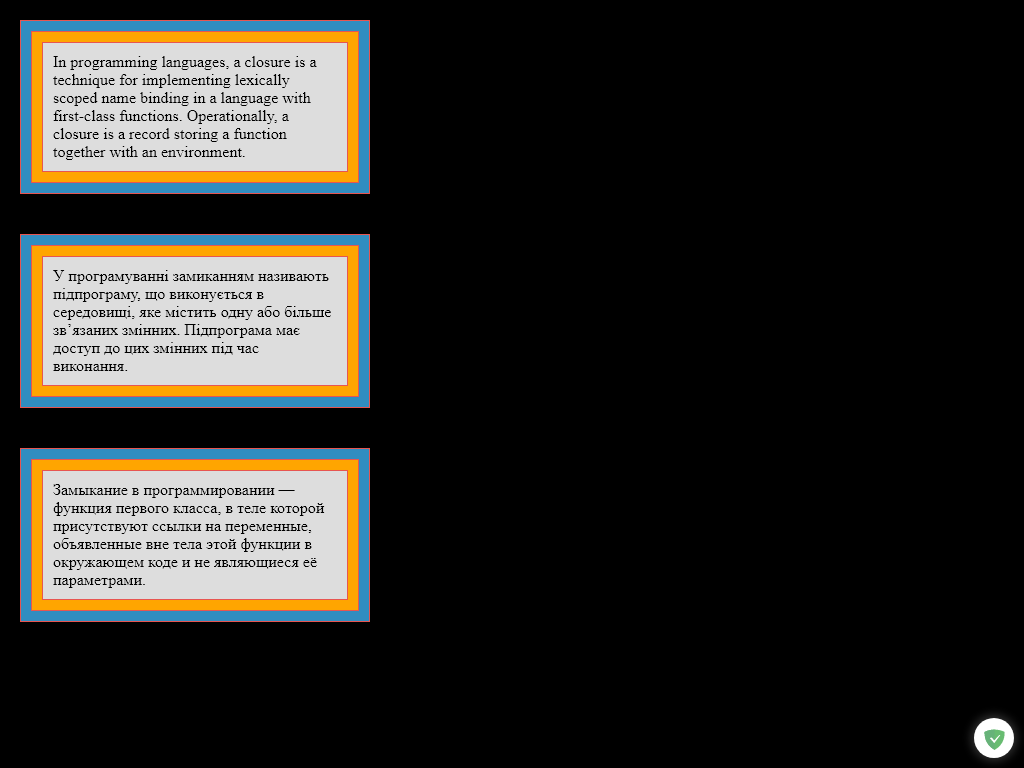 In programming languages, a closure is a
technique for implementing lexically
scoped name binding in a language with
first-class functions. Operationally, a
closure is a record storing a function
together with an environment.
У програмуванні замиканням називають
підпрограму, що виконується в
середовищі, яке містить одну або більше
зв’язаних змінних. Підпрограма має
доступ до цих змінних під час
виконання.
Замыкание в программировании —
функция первого класса, в теле которой
присутствуют ссылки на переменные,
объявленные вне тела этой функции в
окружающем коде и не являющиеся её
параметрами.